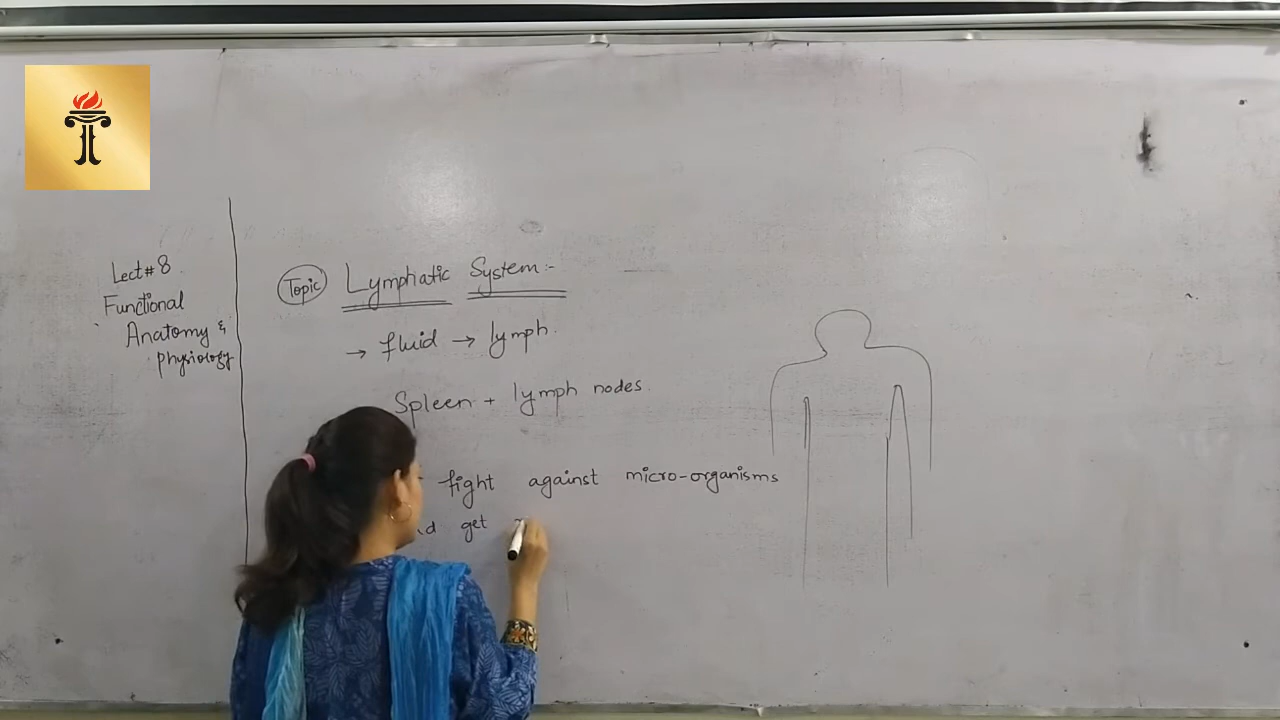 Lect#8
Functional
Anatomy &
physiology
Topic Lymphatic System:-
→ fluid → lymph.
Spleen + lymph nodes.
fight against micro-organisms
get